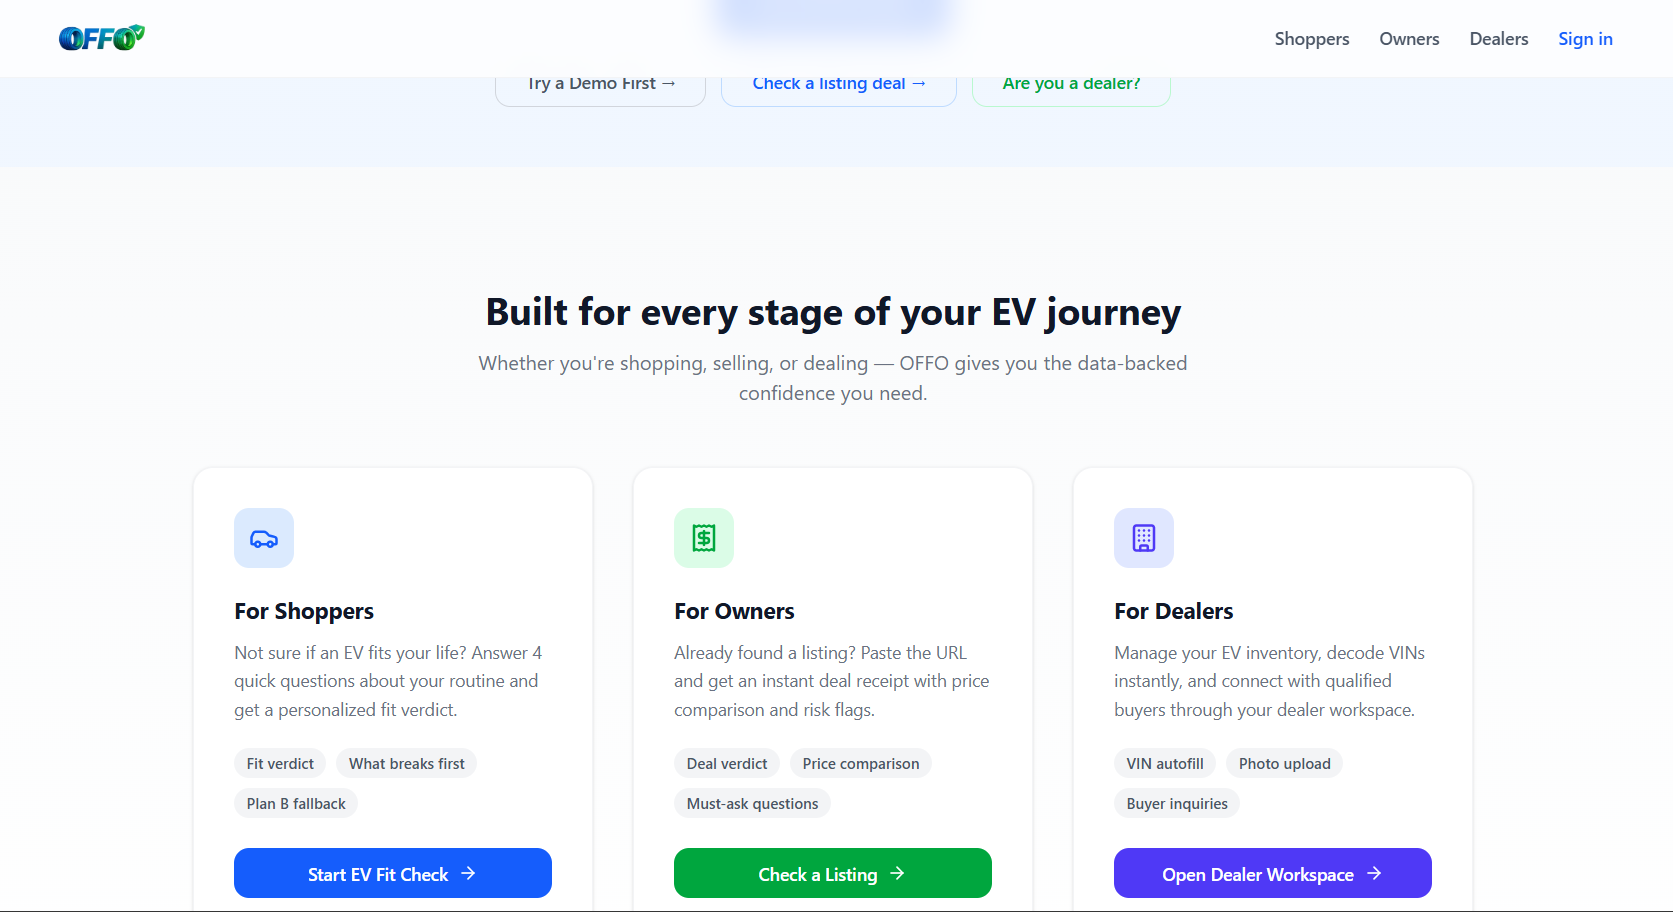 OFFO
Shoppers Owners Dealers Sign in
Try a Demo First → Check a listing deal → Are you a dealer?
Built for every stage of your EV journey
Whether you're shopping, selling, or dealing — OFFO gives you the data-backed
confidence you need.
For Shoppers
Not sure if an EV fits your life? Answer 4
quick questions about your routine and
get a personalized fit verdict.
Fit verdict What breaks first
Plan B fallback
Start EV Fit Check →
For Owners
Already found a listing? Paste the URL
and get an instant deal receipt with price
comparison and risk flags.
Deal verdict Price comparison
Must-ask questions
Check a Listing →
For Dealers
Manage your EV inventory, decode VINs
instantly, and connect with qualified
buyers through your dealer workspace.
VIN autofill Photo upload
Buyer inquiries
Open Dealer Workspace →